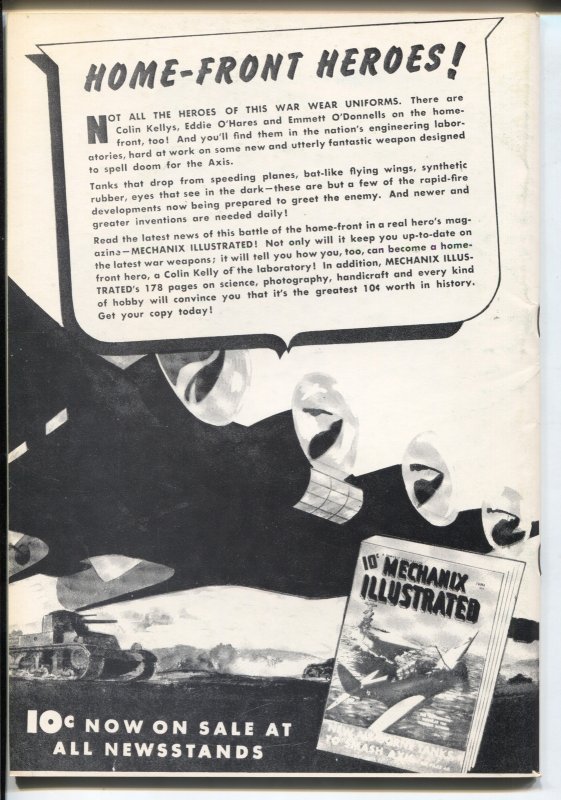 HOME-FRONT HEROES!
NOT ALL THE HEROES OF THIS WAR WEAR UNIFORMS. There are
Colin Kellys, Eddie O'Hares and Emmett O'Donnells on the home-
front, too! And you'll find them in the nation's engineering labor-
atories, hard at work on some new and utterly fantastic weapon designed
to spell doom for the Axis.
Tanks that drop from speeding planes, bat-like flying wings, synthetic
rubber, eyes that see in the dark—these are but a few of the rapid-fire
developments now being prepared to greet the enemy. And newer and
greater inventions are needed daily!
Read the latest news of this battle of the home-front in a real hero's mag-
azine—MECHANIX ILLUSTRATED! Not only will it keep you up-to-date on
the latest war weapons; it will tell you how you, too, can become a home-
front hero, a Colin Kelly of the laboratory! In addition, MECHANIX ILLUS-
TRATED'S 178 pages on science, photography, handicraft and every kind
of hobby will convince you that it's the greatest 10¢ worth in history.
Get your copy today!
10¢ MECHANIX
ILLUSTRATED
NEW AIRBORNE TANKS
TO SMASH AXIS
10¢ NOW ON SALE AT
ALL NEWSSTANDS